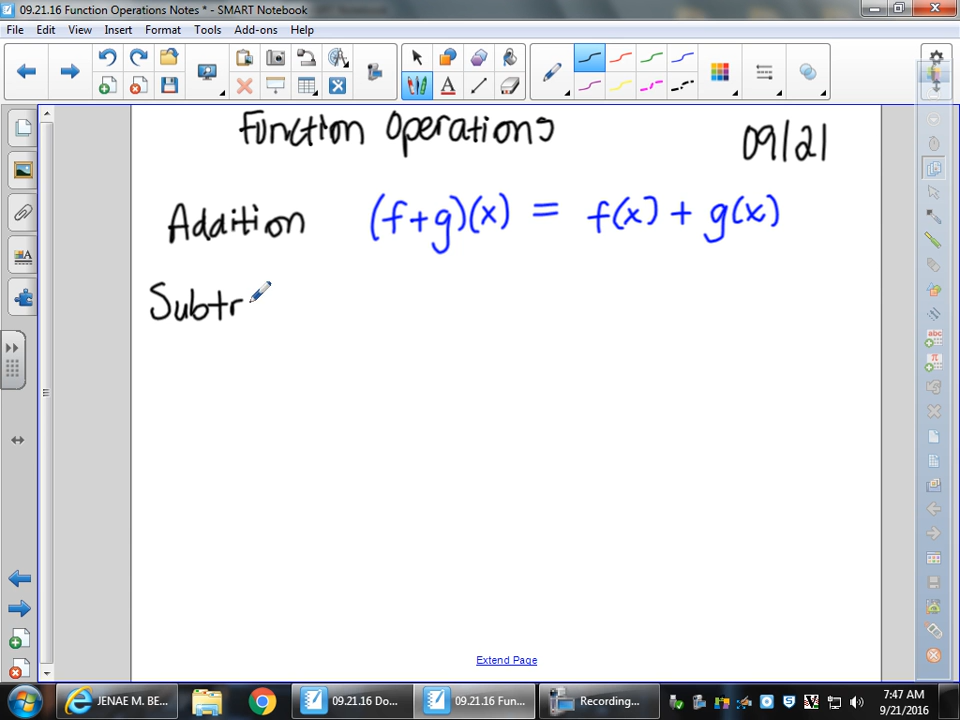 09.21.16 Function Operations Notes * - SMART Notebook
File Edit View Insert Format Tools Add-ons Help
Function Operations 09/21
Addition (f+g)(x) = f(x) + g(x)
Subtr
Extend Page
JENAE M. BE... 09.21.16 Do... 09.21.16 Fun... Recording...
7:47 AM
9/21/2016